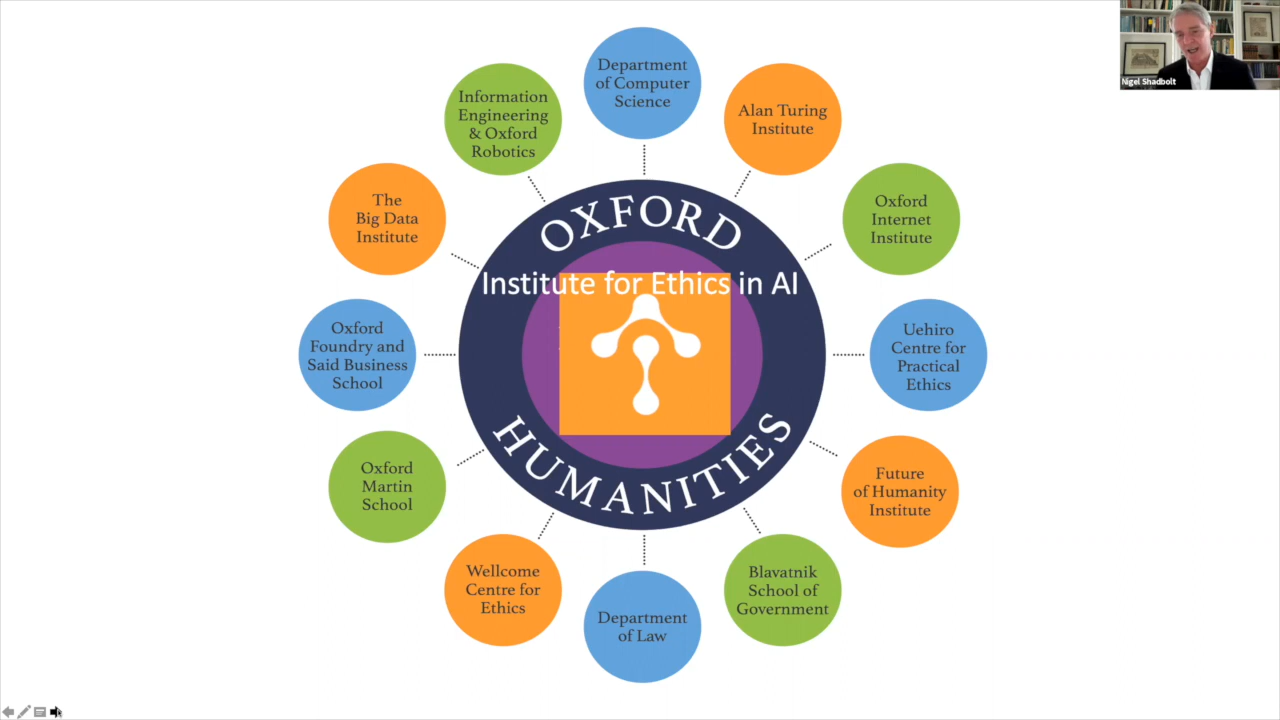 Nigel Shadbolt
Department
of Computer
Science
Alan Turing
Institute
Oxford
Internet
Institute
Uehiro
Centre for
Practical
Ethics
Future
of Humanity
Institute
Blavatnik
School of
Government
Department
of Law
Wellcome
Centre for
Ethics
Oxford
Martin
School
Oxford
Foundry and
Said Business
School
The
Big Data
Institute
Information
Engineering
& Oxford
Robotics
OXFORD
Institute for Ethics in AI
HUMANITIES